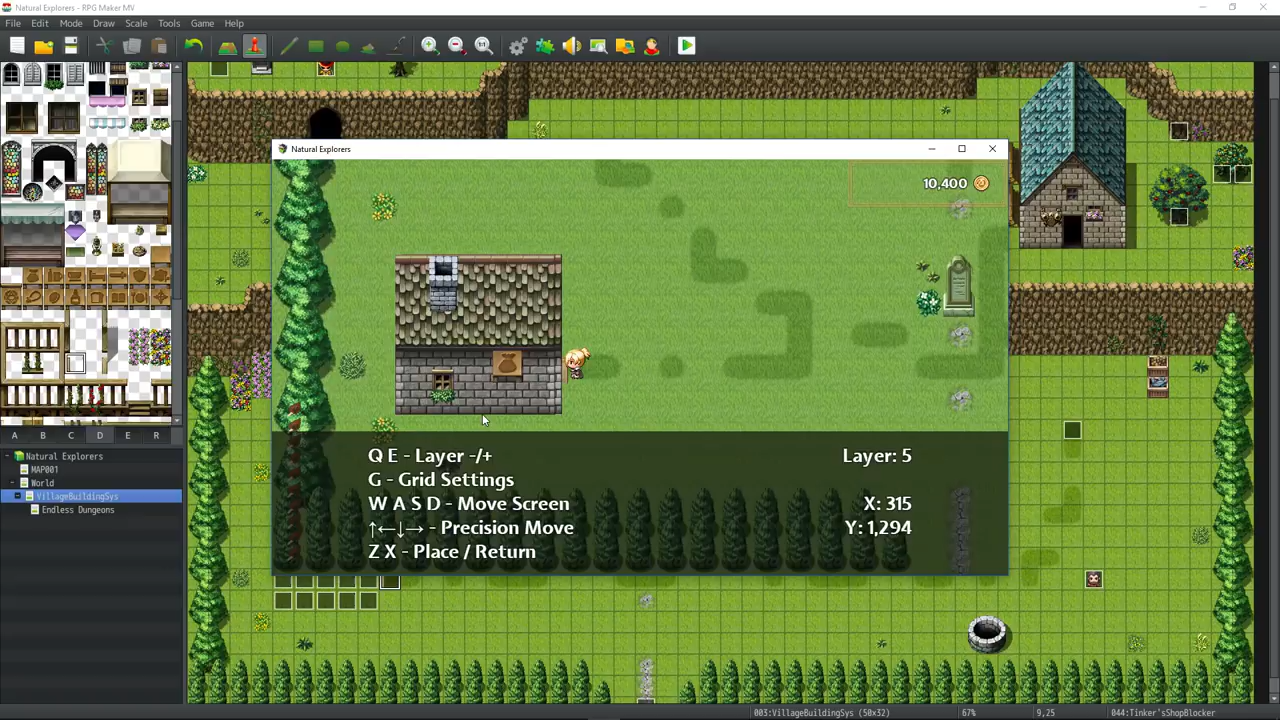 Natural Explorers - RPG Maker MV
File Edit Mode Draw Scale Tools Game Help
Natural Explorers
10,400
A B C D E R
Natural Explorers
MAP001
World
VillageBuildingSys
Endless Dungeons
Q E - Layer -/+
Layer: 5
G - Grid Settings
W A S D - Move Screen
X: 315
↑←↓→ - Precision Move
Y: 1,294
Z X - Place / Return
003:VillageBuildingSys (50x32) 67% 9,25 044:Tinker'sShopBlocker